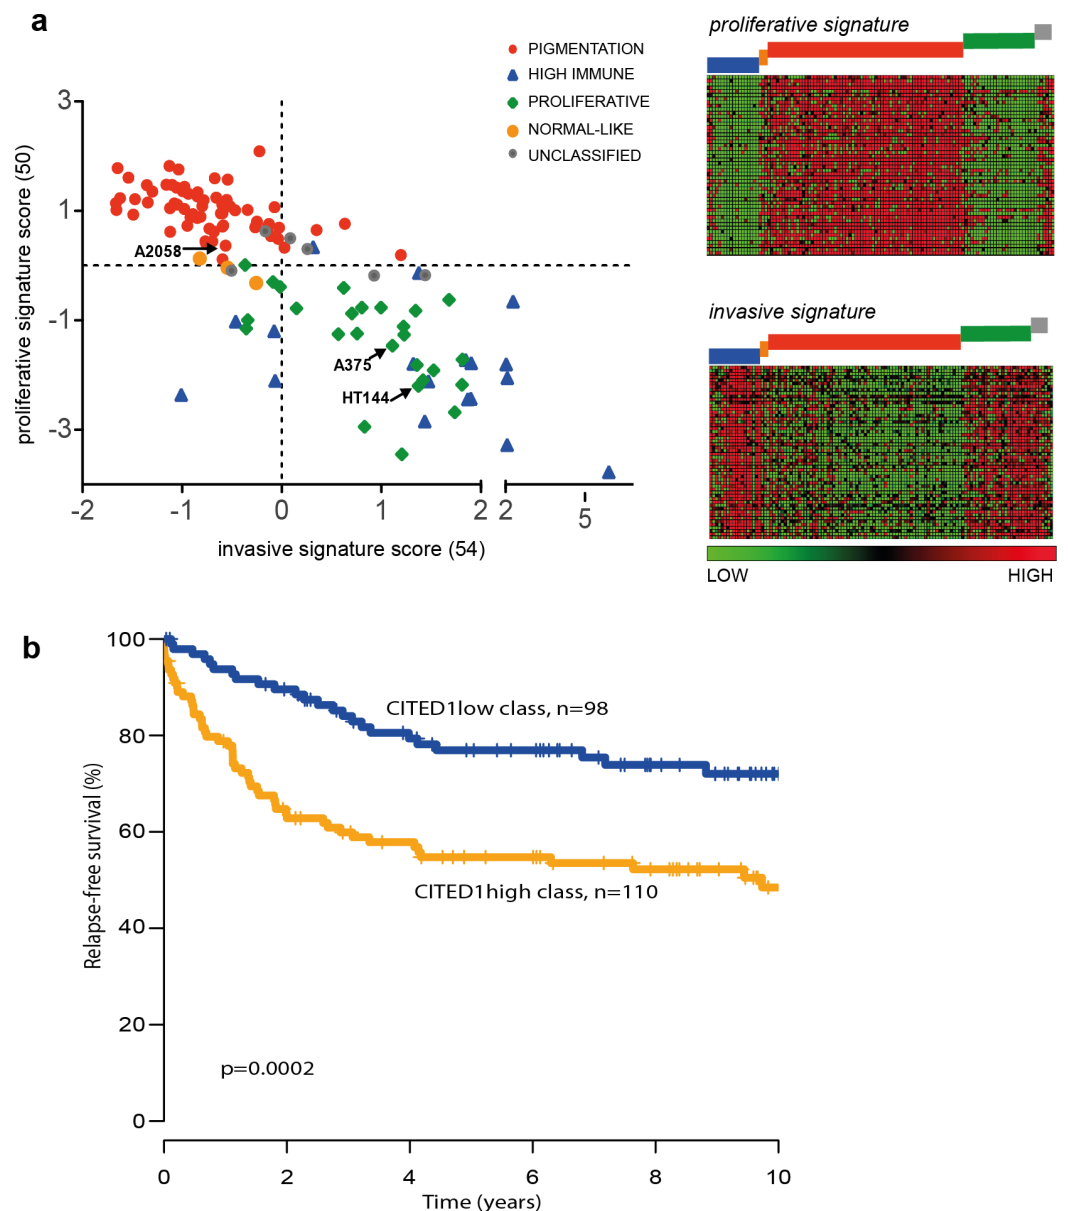 a
PIGMENTATION
HIGH IMMUNE
PROLIFERATIVE
NORMAL-LIKE
UNCLASSIFIED
proliferative signature score (50)
3
1
-1
-3
A2058
A375
HT144
-2
-1
0
1
2
2
5
invasive signature score (54)
proliferative signature
invasive signature
LOW
HIGH
b
Relapse-free survival (%)
100
80
60
40
20
0
CITED1low class, n=98
CITED1high class, n=110
p=0.0002
0
2
4
6
8
10
Time (years)